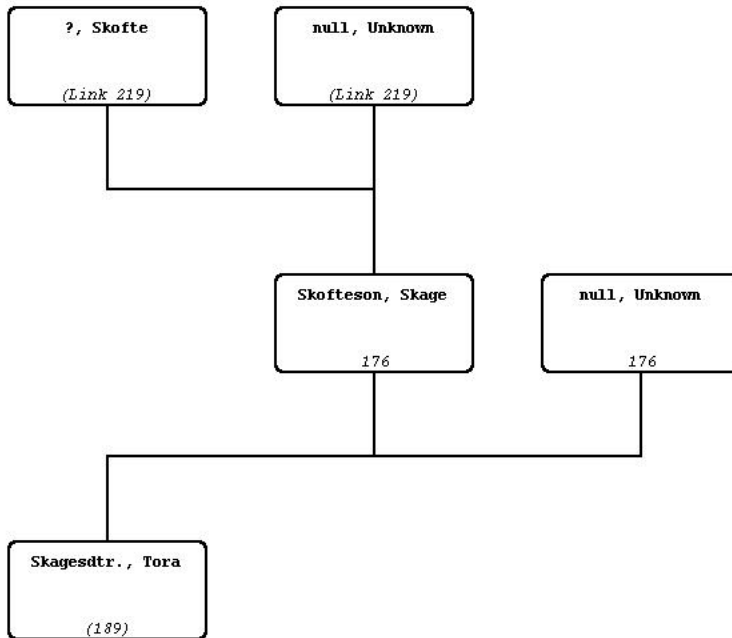 ?, Skofte
(Link 219)
null, Unknown
(Link 219)
Skofteson, Skage
176
null, Unknown
176
Skagesdtr., Tora
(189)